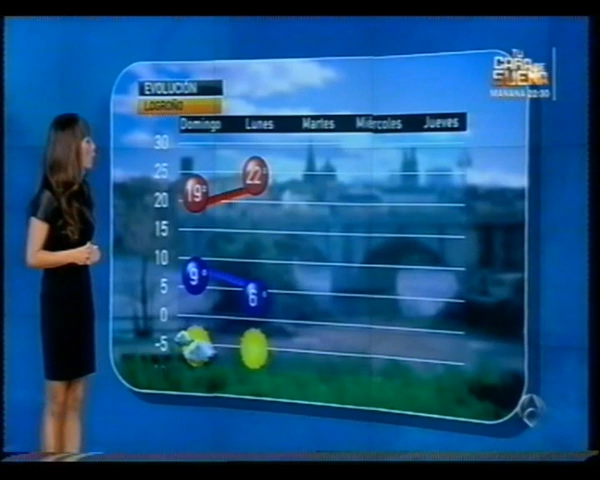 TU
CARA ME
SUENA
MAÑANA 22:30
EVOLUCIÓN
LOGROÑO
Domingo Lunes Martes Miércoles Jueves
30
25
20
15
10
5
0
-5
19° 22°
9° 6°